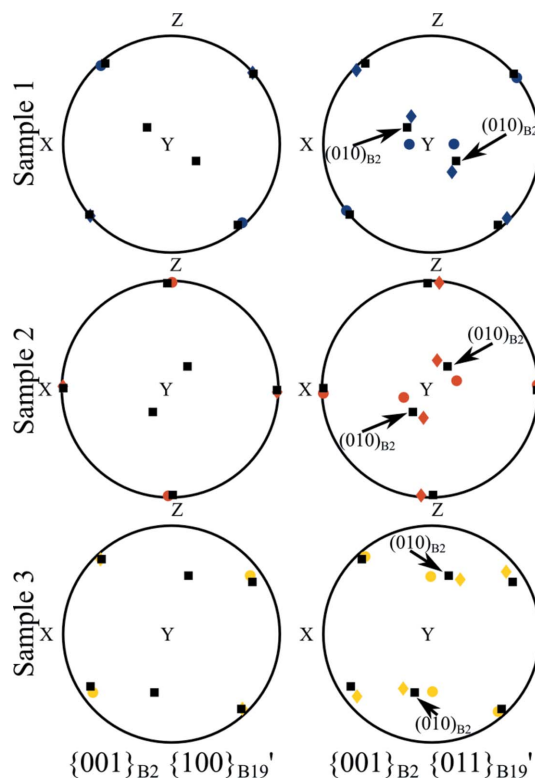 Sample 1
Z
X
Y
X
Y
(010)B2
(010)B2
Z
Sample 2
Z
X
Y
X
Y
(010)B2
(010)B2
Z
Z
Sample 3
X
Y
X
Y
(010)B2
(010)B2
{001}B2 {100}B19'
{001}B2 {011}B19'